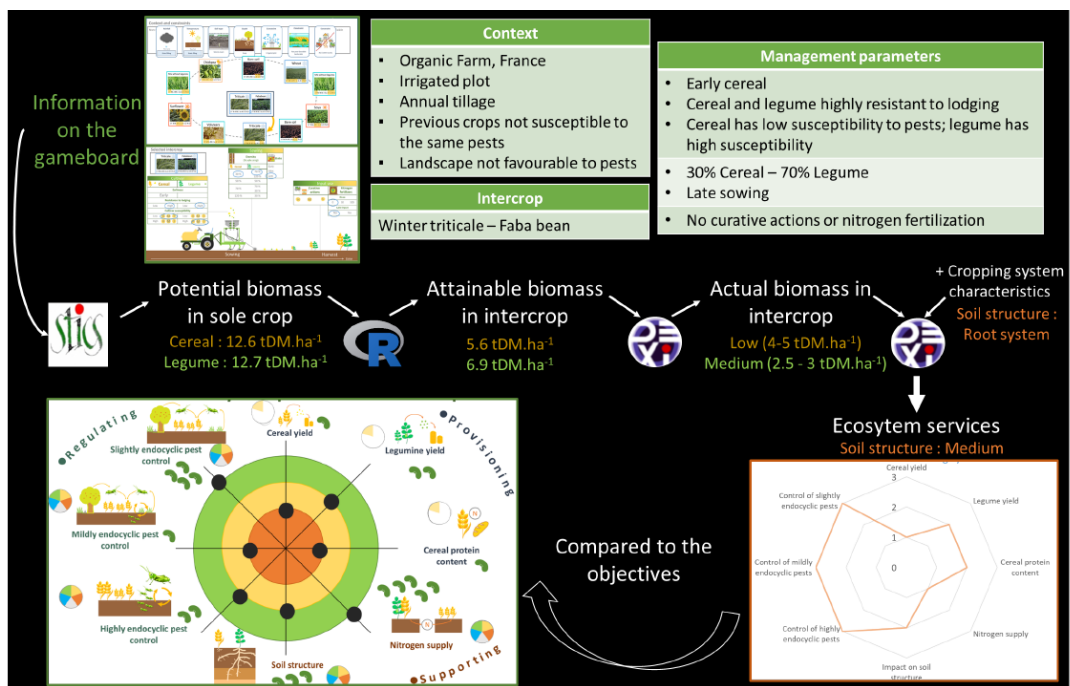 Information
on the
gameboard
Context
▪ Organic Farm, France
▪ Irrigated plot
▪ Annual tillage
▪ Previous crops not susceptible to
the same pests
▪ Landscape not favourable to pests
Intercrop
Winter triticale – Faba bean
Management parameters
• Early cereal
• Cereal and legume highly resistant to lodging
• Cereal has low susceptibility to pests; legume has
high susceptibility
• 30% Cereal – 70% Legume
• Late sowing
• No curative actions or nitrogen fertilization
stics
Potential biomass
in sole crop
Cereal : 12.6 tDM.ha⁻¹
Legume : 12.7 tDM.ha⁻¹
R
Attainable biomass
in intercrop
5.6 tDM.ha⁻¹
6.9 tDM.ha⁻¹
DEXi
Actual biomass in
intercrop
Low (4-5 tDM.ha⁻¹)
Medium (2.5 - 3 tDM.ha⁻¹)
DEXi
+ Cropping system
characteristics
Soil structure :
Root system
Ecosytem services
Soil structure : Medium
Cereal yield
Legume yield
Cereal protein
content
Nitrogen supply
Impact on soil
structure
Control of highly
endocyclic pests
Control of mildly
endocyclic pests
Control of slightly
endocyclic pests
3
2
1
0
Compared to the
objectives
Regulating
Provisioning
Supporting
Cereal yield
Legumine yield
Cereal protein
content
Nitrogen supply
N
N
Soil structure
Highly endocyclic pest
control
Mildly endocyclic pest
control
Slightly endocyclic pest
control